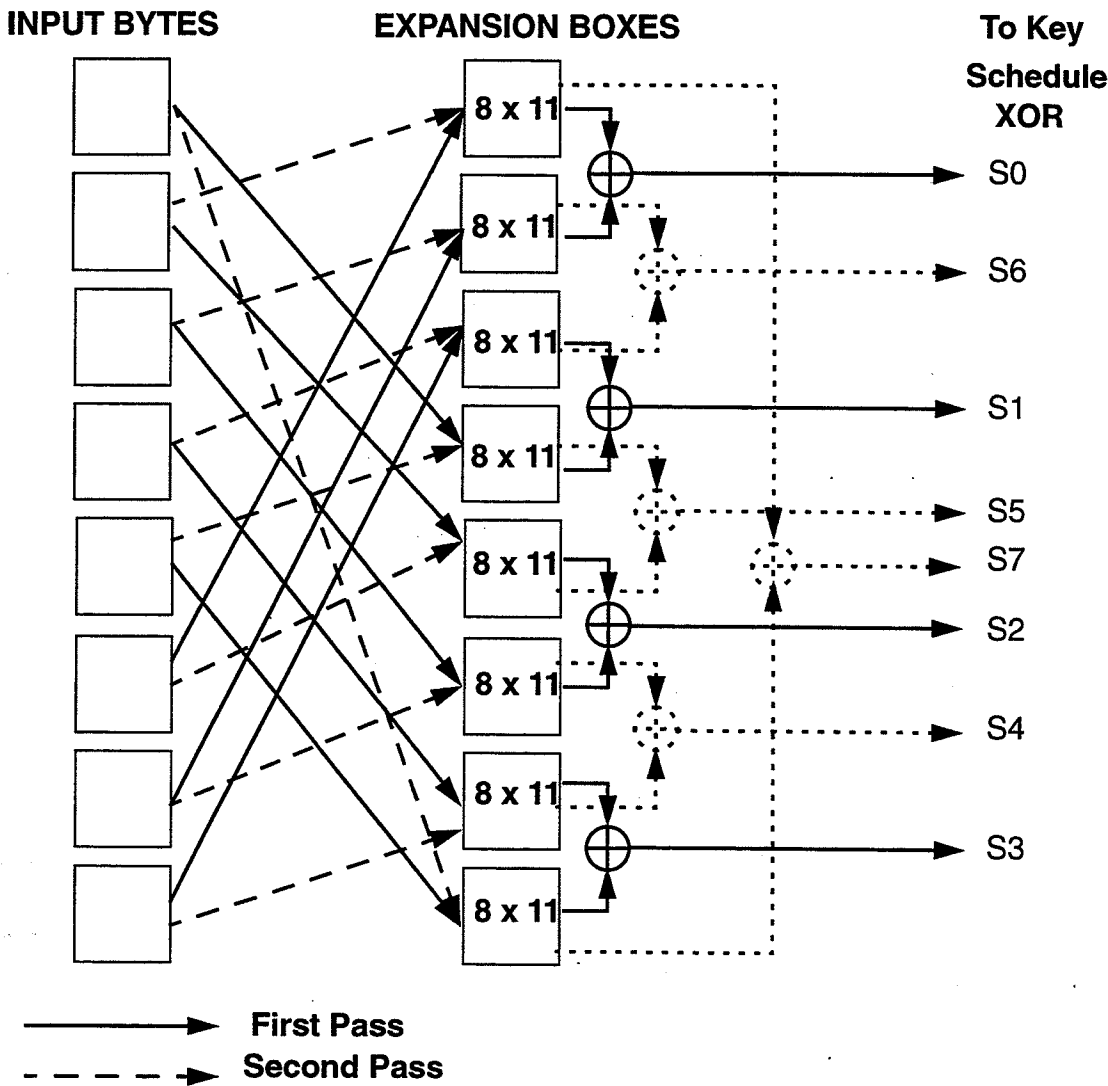 INPUT BYTES
EXPANSION BOXES
To Key
Schedule
XOR
8 x 11
S0
8 x 11
S6
8 x 11
S1
8 x 11
S5
S7
8 x 11
S2
8 x 11
S4
8 x 11
S3
8 x 11
First Pass
Second Pass